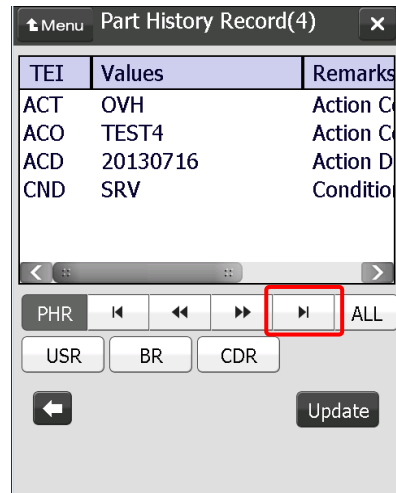 Menu Part History Record(4)
TEI Values Remarks
ACT OVH Action C
ACO TEST4 Action C
ACD 20130716 Action D
CND SRV Conditio
PHR ALL
USR BR CDR
Update